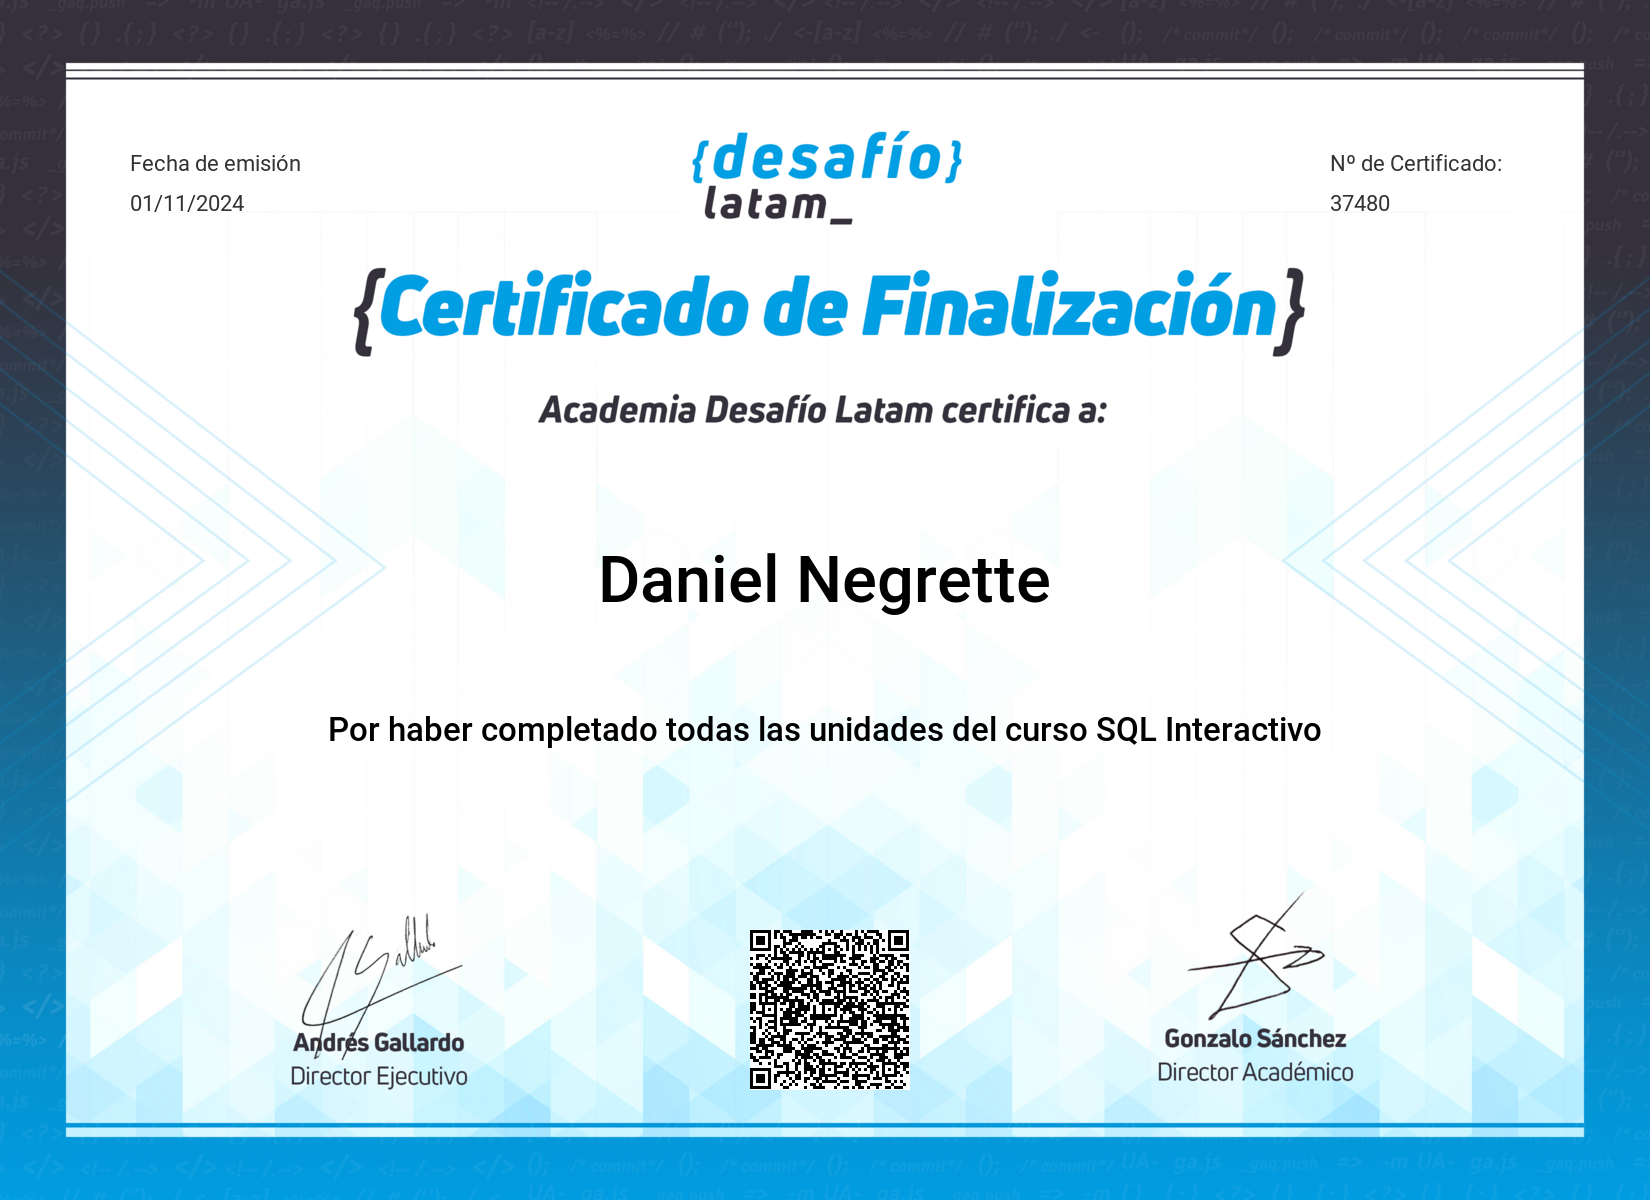 Fecha de emisión
01/11/2024
{desafío}
latam_
Nº de Certificado:
37480
{Certificado de Finalización}
Academia Desafío Latam certifica a:
Daniel Negrette
Por haber completado todas las unidades del curso SQL Interactivo
Andrés Gallardo
Director Ejecutivo
Gonzalo Sánchez
Director Académico